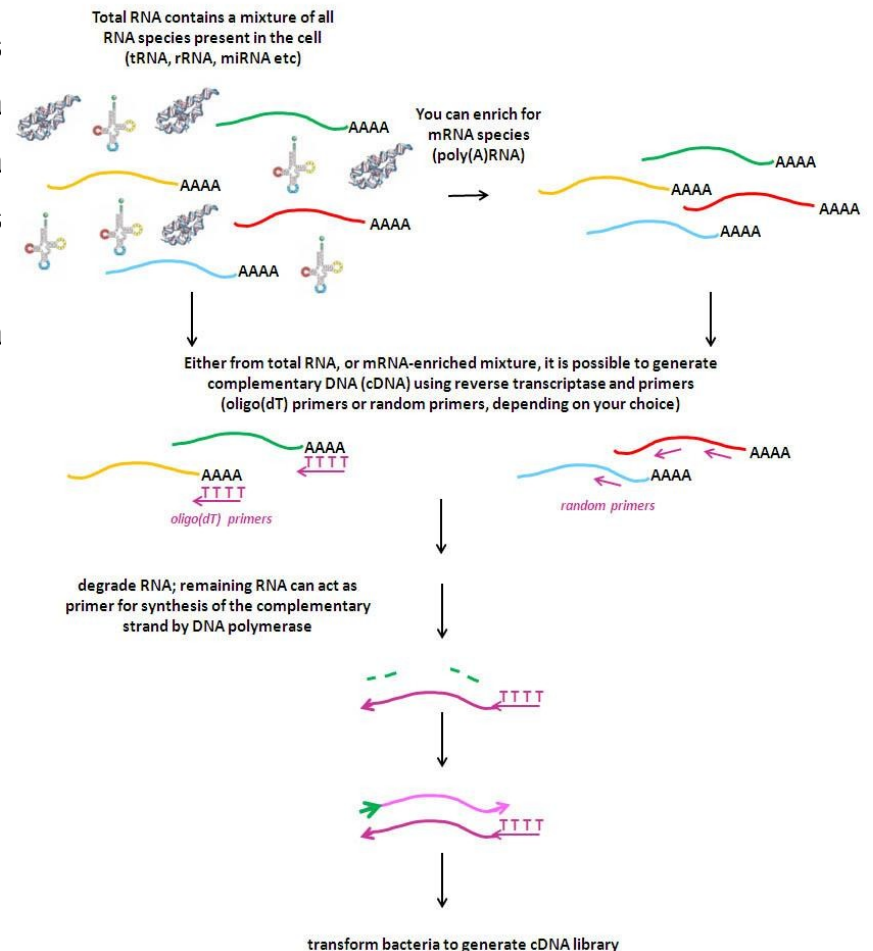 Total RNA contains a mixture of all
RNA species present in the cell
(tRNA, rRNA, miRNA etc)
AAAA
You can enrich for
mRNA species
(poly(A)RNA)
AAAA
AAAA
AAAA
AAAA
AAAA
AAAA
AAAA
Either from total RNA, or mRNA-enriched mixture, it is possible to generate
complementary DNA (cDNA) using reverse transcriptase and primers
(oligo(dT) primers or random primers, depending on your choice)
AAAA
TTTT
AAAA
TTTT
oligo(dT) primers
AAAA
AAAA
random primers
degrade RNA; remaining RNA can act as
primer for synthesis of the complementary
strand by DNA polymerase
TTTT
TTTT
transform bacteria to generate cDNA library